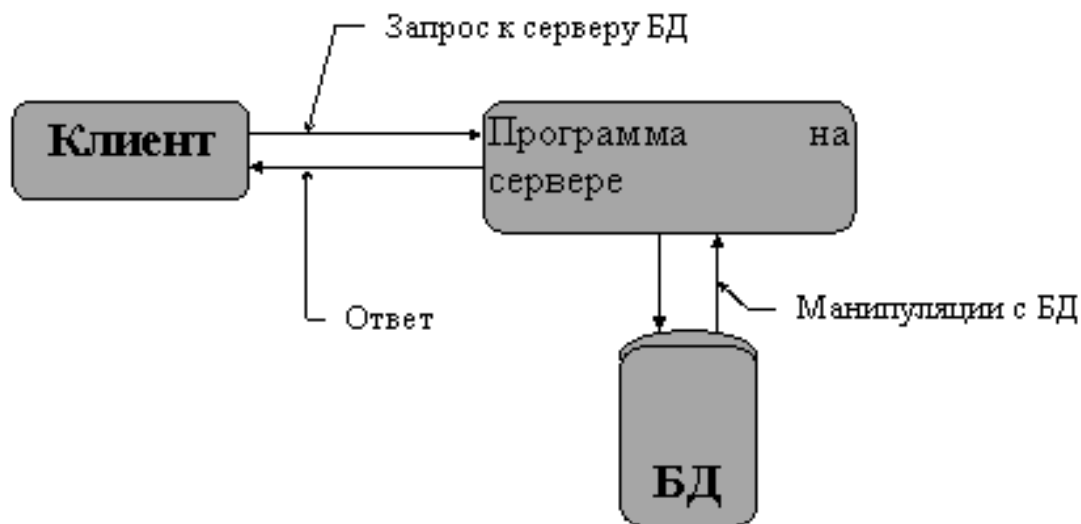 Запрос к серверу БД
Клиент
Программа на
сервере
Ответ
Манипуляции с БД
БД